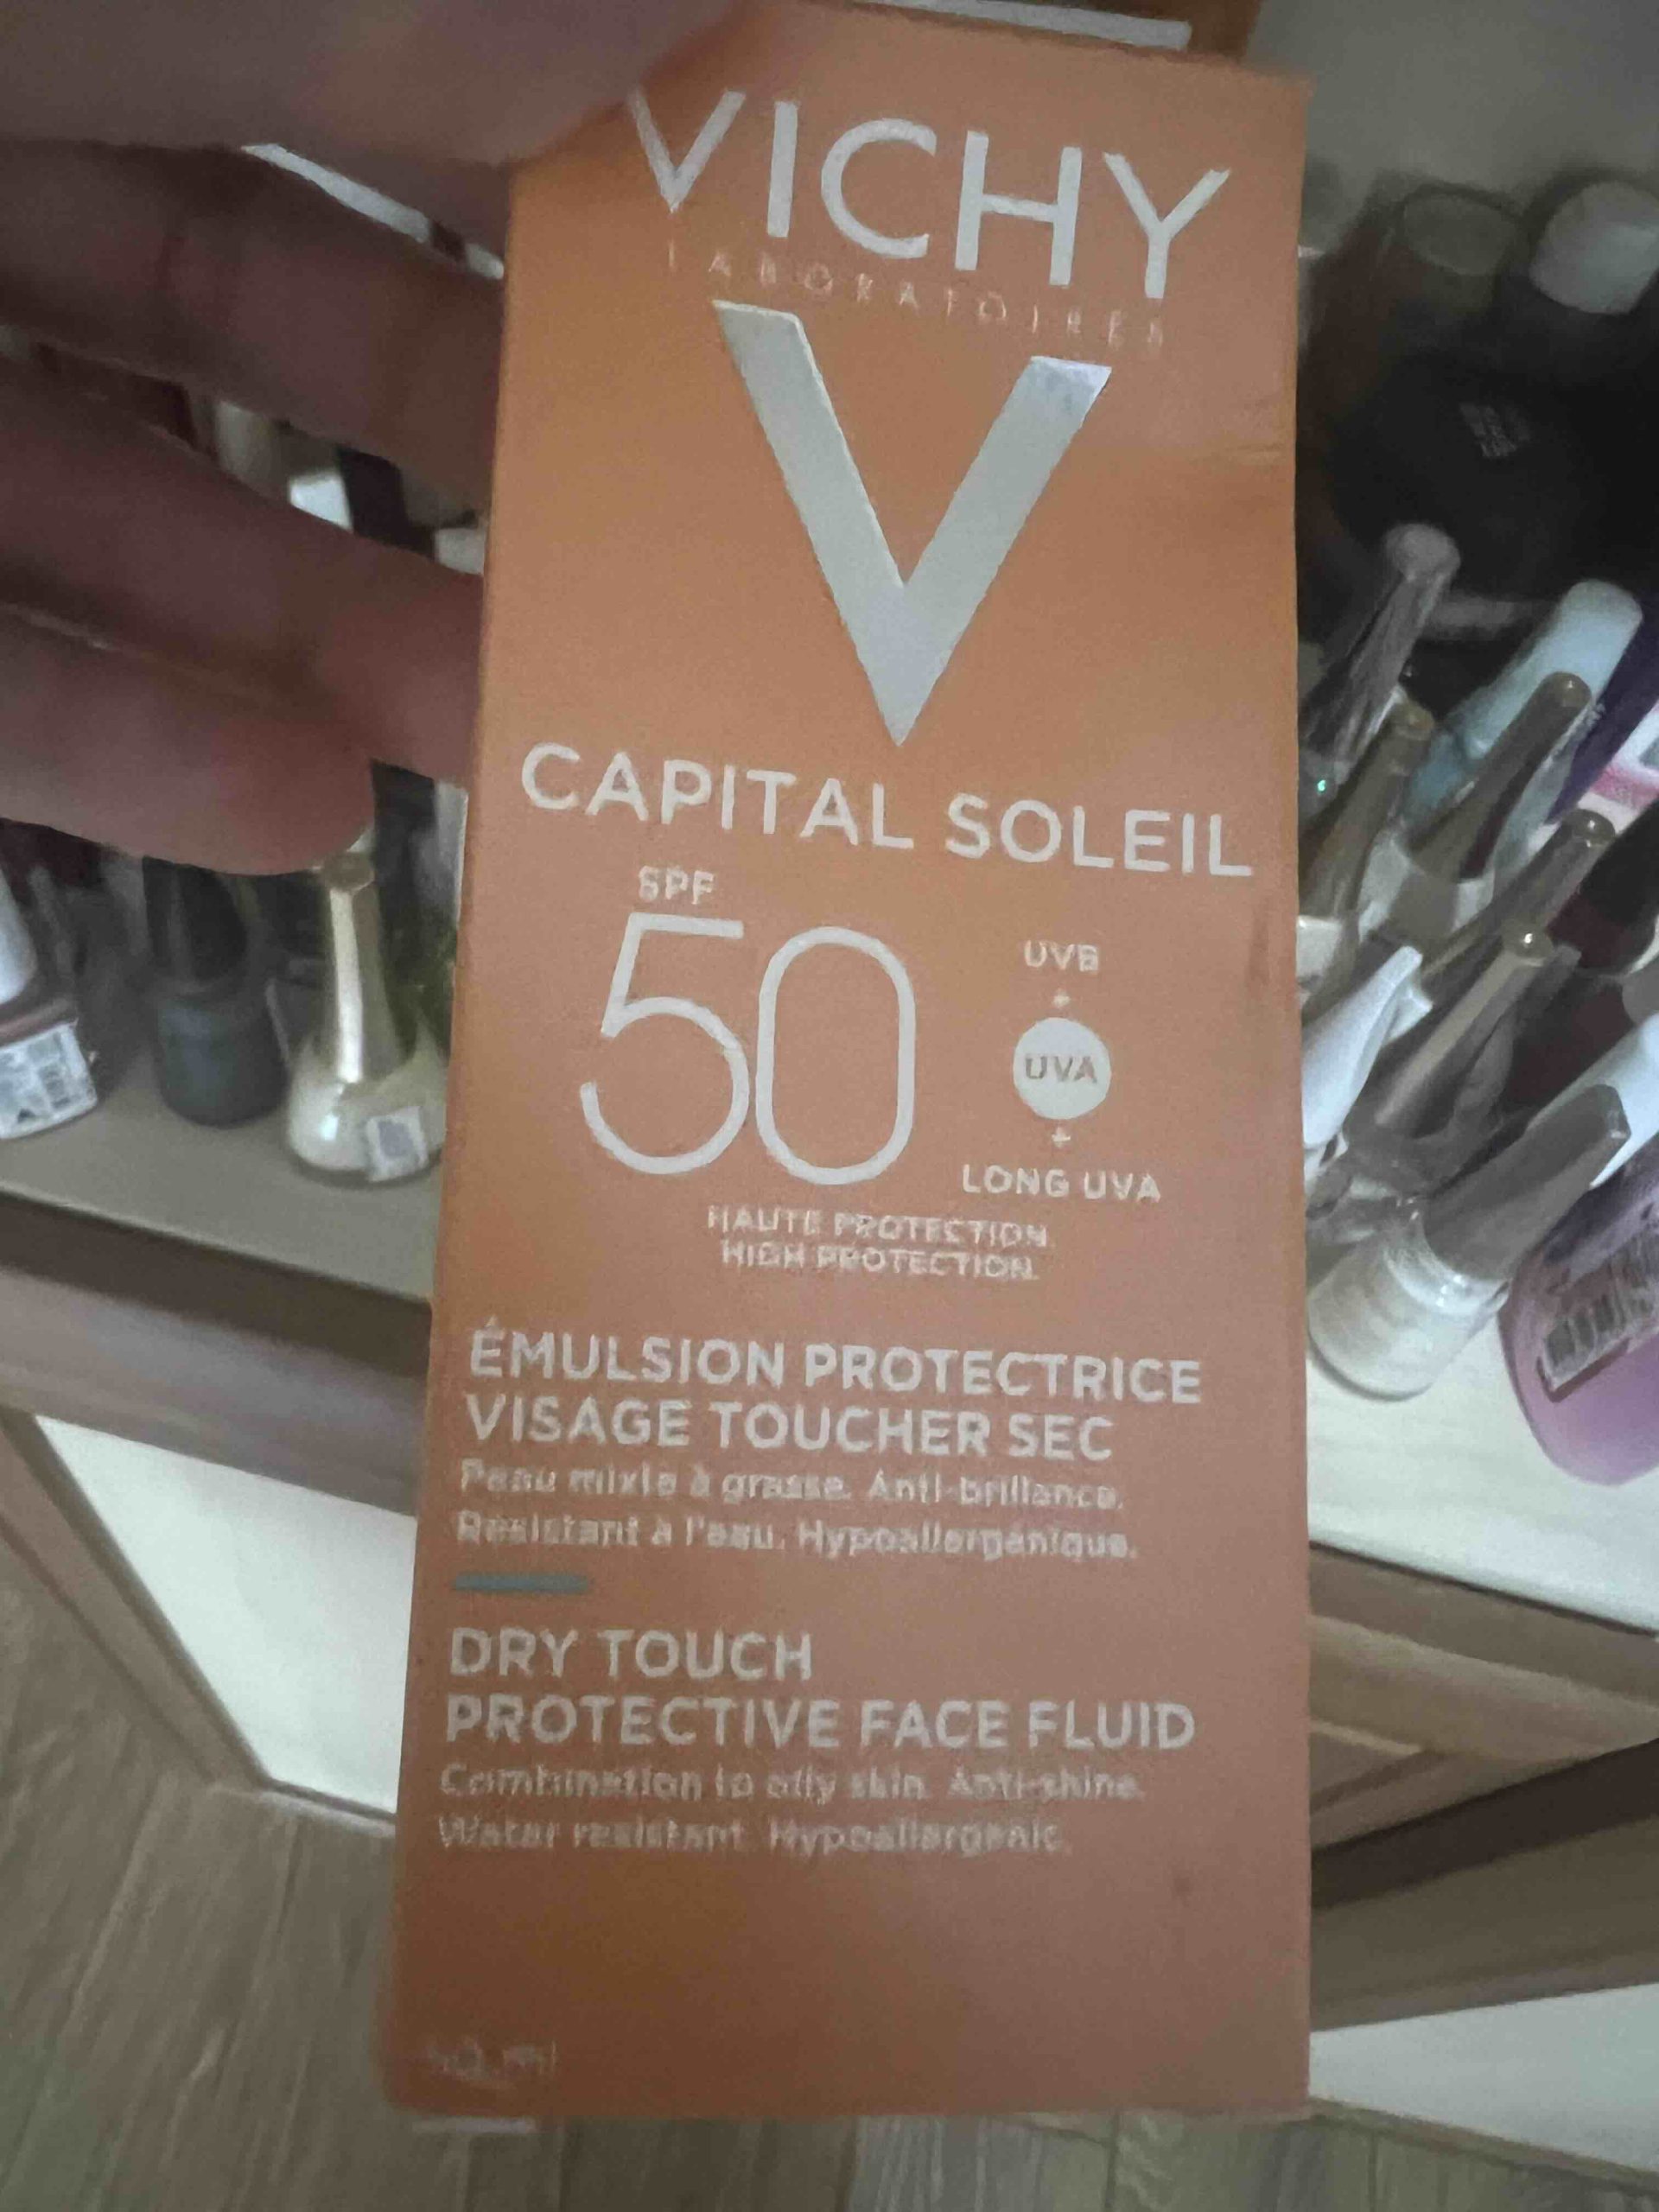 VICHY
LABORATOIRES
CAPITAL SOLEIL
SPF
50
UVB
+
UVA
+
LONG UVA
HAUTE PROTECTION
HIGH PROTECTION
ÉMULSION PROTECTRICE
VISAGE TOUCHER SEC
Peau mixte à grasse. Anti-brillance.
Résistant à l'eau. Hypoallergénique.
DRY TOUCH
PROTECTIVE FACE FLUID
Combination to oily skin. Anti-shine.
Water resistant. Hypoallergenic.